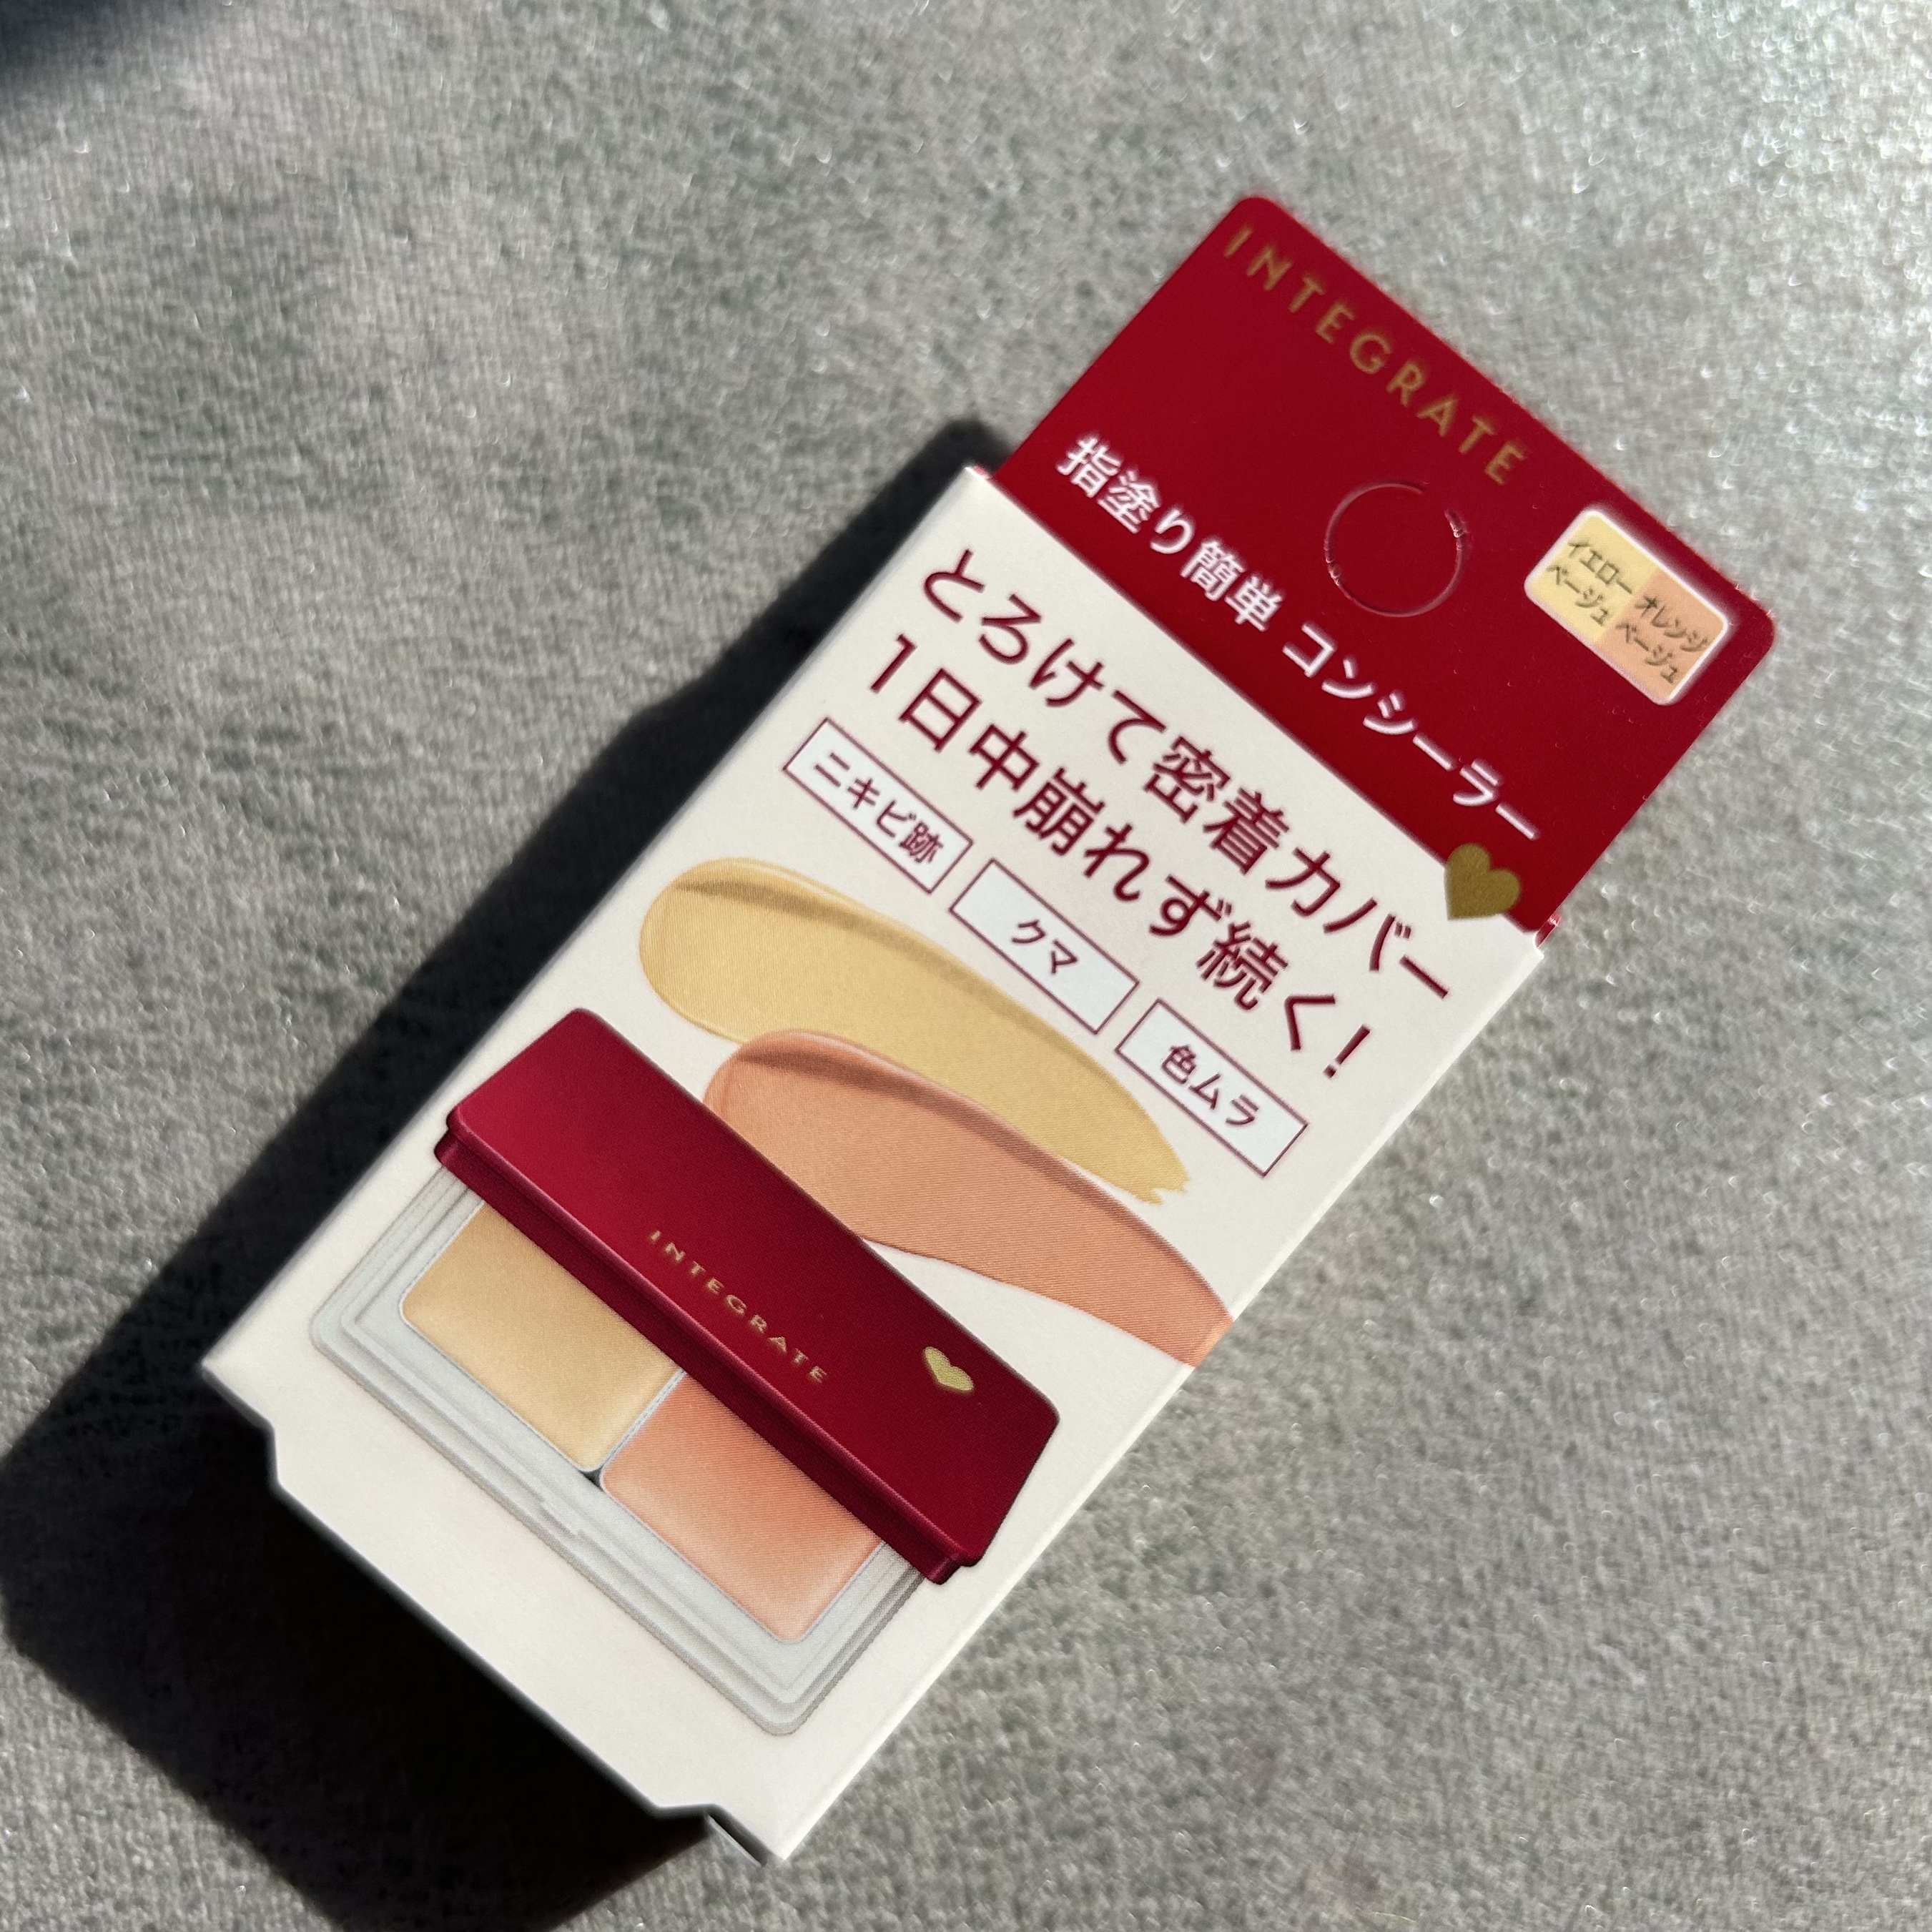 INTEGRATE
イエロー
ベージュ
オレンジ
ベージュ
指塗り簡単 コンシーラー
とろけて密着カバー
1日中崩れず続く!
ニキビ跡
クマ
色ムラ
INTEGRATE